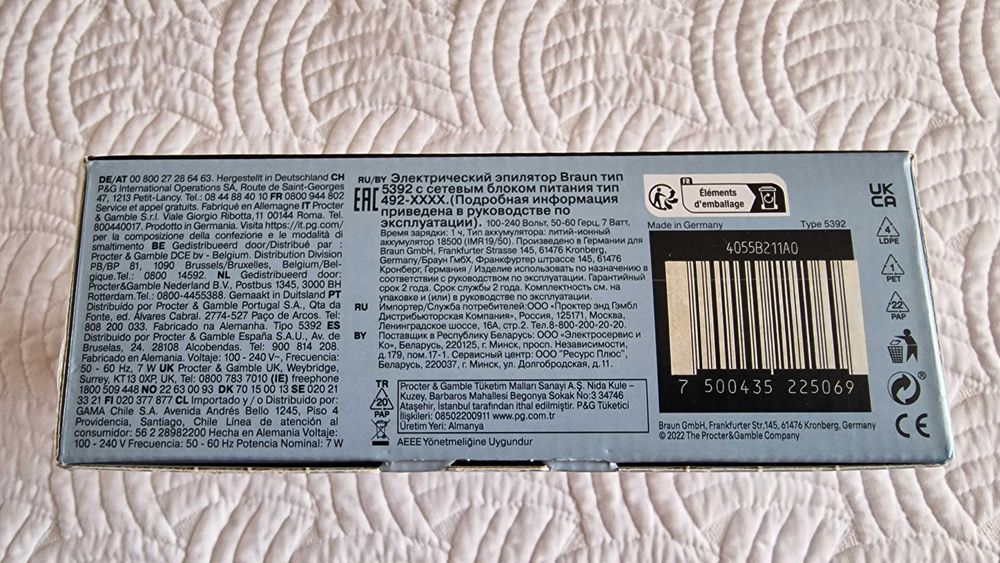 DE/AT 00 800 27 28 64 63. Hergestellt in Deutschland CH
P&G International Operations SA, Route de Saint-Georges
47, 1213 Petit-Lancy. Tel.: 08 44 88 40 10 FR 0800 944 802
Service et appel gratuits. Fabriqué en Allemagne IT Procter
& Gamble S.r.l. Viale Giorgio Ribotta,11 00144 Roma. Tel.
800440017. Prodotto in Germania. Visita https://it.pg.com/
per la composizione della confezione e le modalità di
smaltimento BE Gedistribueerd door/Distribué par :
Procter & Gamble DCE bv - Belgium. Distribution Division
PB/BP 81, 1090 Brussels/Bruxelles, Belgium/Bel-
gique.Tel.: 0800 14592. NL Gedistribueerd door:
Procter&Gamble Nederland B.V., Postbus 1345, 3000 BH
Rotterdam.Tel.: 0800-4455388. Gemaakt in Duitsland PT
Distribuido por Procter & Gamble Portugal S.A., Qta da
Fonte, ed. Alvares Cabral. 2774-527 Paço de Arcos. Tel:
808 200 033. Fabricado na Alemanha. Tipo 5392 ES
Distribuido por Procter & Gamble España S.A.U., Av. de
Bruselas, 24, 28108 Alcobendas. Tel: 900 814 208.
Fabricado en Alemania. Voltaje: 100 - 240 V~, Frecuencia:
50 - 60 Hz, 7 W UK Procter & Gamble UK, Weybridge,
Surrey, KT13 0XP, UK, Tel: 0800 783 7010 (IE) freephone
1800 509 448 NO 22 63 00 93 DK 70 15 00 13 SE 020 21
33 21 FI 020 377 877 CL Importado y / o Distribuido por:
GAMA Chile S.A. Avenida Andrés Bello 1245, Piso 4
Providencia, Santiago, Chile Línea de atención al
consumidor: 56 2 28982200 Hecho en Alemania Voltaje:
100 - 240 V Frecuencia: 50 - 60 Hz Potencia Nominal: 7 W
RU/BY Электрический эпилятор Braun тип
EAC 5392 с сетевым блоком питания тип
492-XXXX. (Подробная информация
приведена в руководстве по
эксплуатации). 100-240 Вольт, 50-60 Герц, 7 Ватт.
Время зарядки: 1 ч, Тип аккумулятора: литий-ионный
аккумулятор 18500 (IMR19/50). Произведено в Германии для
Braun GmbH, Frankfurter Strasse 145, 61476 Kronberg,
Germany/Браун ГмбХ, Франкфуртер штрассе 145, 61476
Кронберг, Германия / Изделие использовать по назначению в
соответствии с руководством по эксплуатации. Гарантийный
срок 2 года. Срок службы 2 года. Комплектность см. на
упаковке и (или) в руководстве по эксплуатации.
RU Импортер/Служба потребителей:ООО «Проктер энд Гэмбл
Дистрибьюторская Компания», Россия, 125171, Москва,
Ленинградское шоссе, 16А, стр. 2. Тел. 8-800-200-20-20.
BY Поставщик в Республику Беларусь: ООО «Электросервис и
Ко», Беларусь, 220125, г. Минск, просп. Независимости,
д.179, пом.17-1. Сервисный центр: ООО "Ресурс Плюс",
Беларусь, 220037, г. Минск, ул. Долгобродская, д.11.
TR
20
PAP
Procter & Gamble Tüketim Malları Sanayi A.Ş. Nida Kule –
Kuzey, Barbaros Mahallesi Begonya Sokak No:3 34746
Ataşehir, İstanbul tarafından ithal edilmiştir. P&G Tüketici
İlişkileri: 08502200911 www.pg.com.tr
Üretim Yeri: Almanya
AEEE Yönetmeliğine Uygundur
FR
Éléments
d'emballage
Made in Germany Type 5392
4055B211A0
7 500435 225069
Braun GmbH, Frankfurter Str.145, 61476 Kronberg, Germany
© 2022 The Procter&Gamble Company
UK
CA
4
LDPE
1
PET
22
PAP
CE